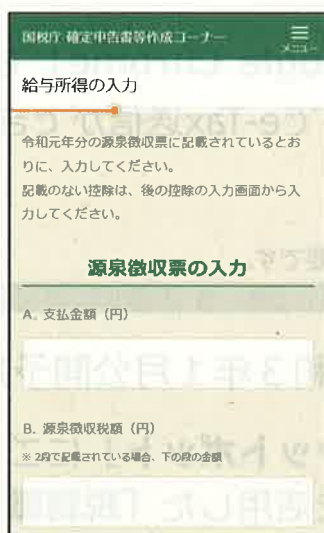 国税庁 確定申告書等作成コーナー
メニュー
給与所得の入力
令和元年分の源泉徴収票に記載されているとお
りに、入力してください。
記載のない控除は、後の控除の入力画面から入
力してください。
源泉徴収票の入力
A. 支払金額（円）
B. 源泉徴収税額（円）
※ 2段で記載されている場合、下の段の金額